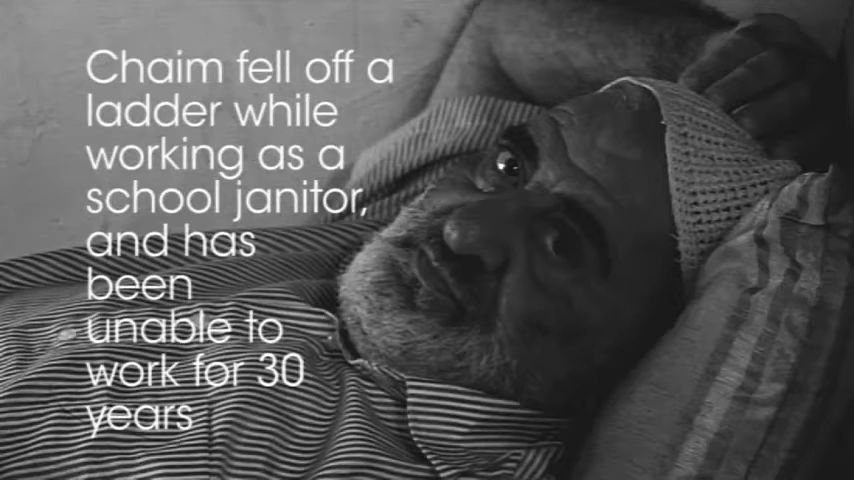 Chaim fell off a
ladder while
working as a
school janitor,
and has
been
unable to
work for 30
years